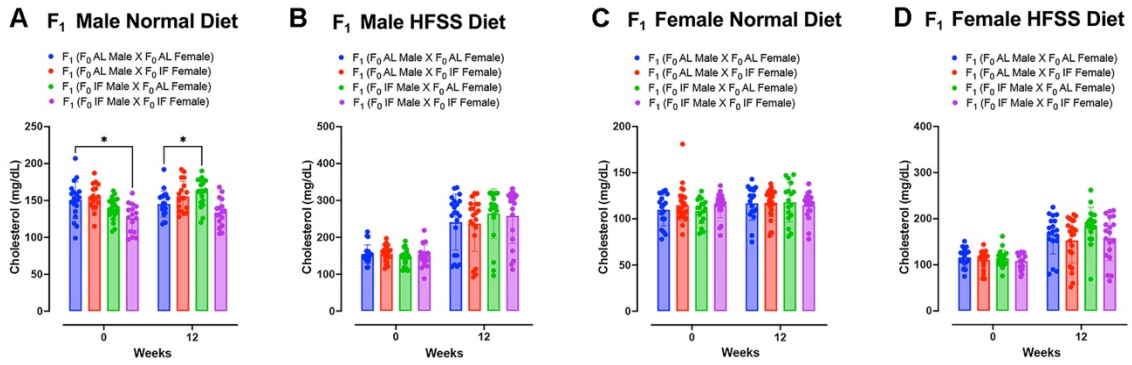 A F₁ Male Normal Diet
F₁ (F₀ AL Male X F₀ AL Female)
F₁ (F₀ AL Male X F₀ IF Female)
F₁ (F₀ IF Male X F₀ AL Female)
F₁ (F₀ IF Male X F₀ IF Female)
Cholesterol (mg/dL)
250
200
150
100
50
0
*
*
0 12
Weeks
B F₁ Male HFSS Diet
F₁ (F₀ AL Male X F₀ AL Female)
F₁ (F₀ AL Male X F₀ IF Female)
F₁ (F₀ IF Male X F₀ AL Female)
F₁ (F₀ IF Male X F₀ IF Female)
Cholesterol (mg/dL)
500
400
300
200
100
0
0 12
Weeks
C F₁ Female Normal Diet
F₁ (F₀ AL Male X F₀ AL Female)
F₁ (F₀ AL Male X F₀ IF Female)
F₁ (F₀ IF Male X F₀ AL Female)
F₁ (F₀ IF Male X F₀ IF Female)
Cholesterol (mg/dL)
200
150
100
50
0
0 12
Weeks
D F₁ Female HFSS Diet
F₁ (F₀ AL Male X F₀ AL Female)
F₁ (F₀ AL Male X F₀ IF Female)
F₁ (F₀ IF Male X F₀ AL Female)
F₁ (F₀ IF Male X F₀ IF Female)
Cholesterol (mg/dL)
400
300
200
100
0
0 12
Weeks